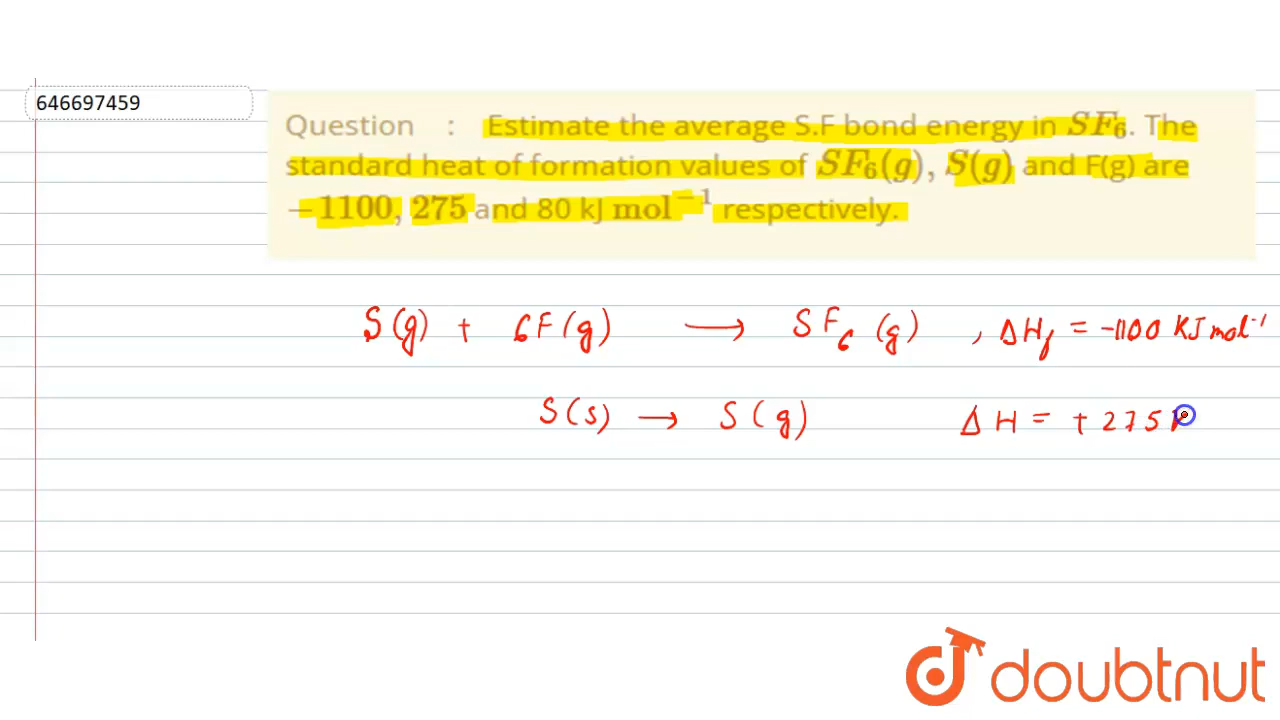 646697459
Question : Estimate the average S.F bond energy in SF₆. The
standard heat of formation values of SF₆(g), S(g) and F(g) are
−1100, 275 and 80 kJ mol⁻¹ respectively.
S(g) + 6F(g) ⟶ SF₆(g) , ΔH_f = -1100 KJ mol⁻¹
S(s) ⟶ S(g) ΔH = +275
doubtnut